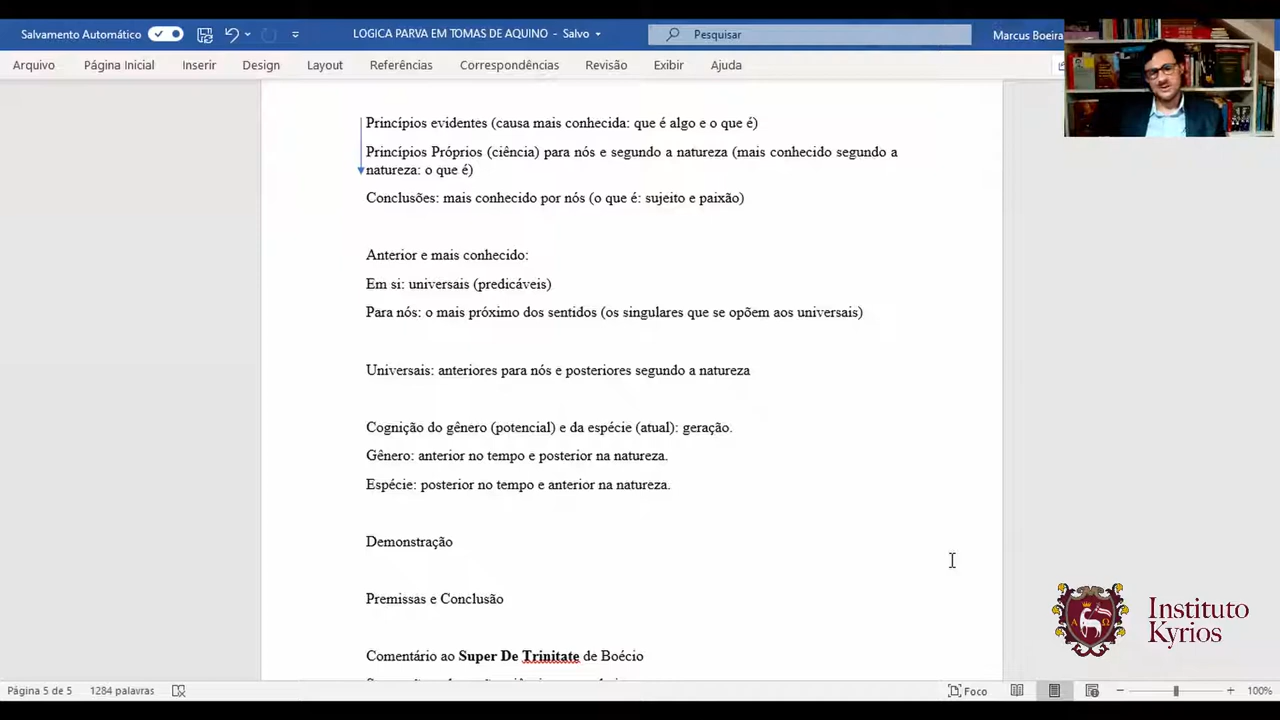 Salvamento Automático
LOGICA PARVA EM TOMAS DE AQUINO - Salvo
Pesquisar
Marcus Boeira
Arquivo
Página Inicial
Inserir
Design
Layout
Referências
Correspondências
Revisão
Exibir
Ajuda
Princípios evidentes (causa mais conhecida: que é algo e o que é)
Princípios Próprios (ciência) para nós e segundo a natureza (mais conhecido segundo a
natureza: o que é)
Conclusões: mais conhecido por nós (o que é: sujeito e paixão)
Anterior e mais conhecido:
Em si: universais (predicáveis)
Para nós: o mais próximo dos sentidos (os singulares que se opõem aos universais)
Universais: anteriores para nós e posteriores segundo a natureza
Cognição do gênero (potencial) e da espécie (atual): geração.
Gênero: anterior no tempo e posterior na natureza.
Espécie: posterior no tempo e anterior na natureza.
Demonstração
Premissas e Conclusão
Comentário ao Super De Trinitate de Boécio
Α Ω
Instituto
Kyrios
Página 5 de 5
1284 palavras
Foco
100%